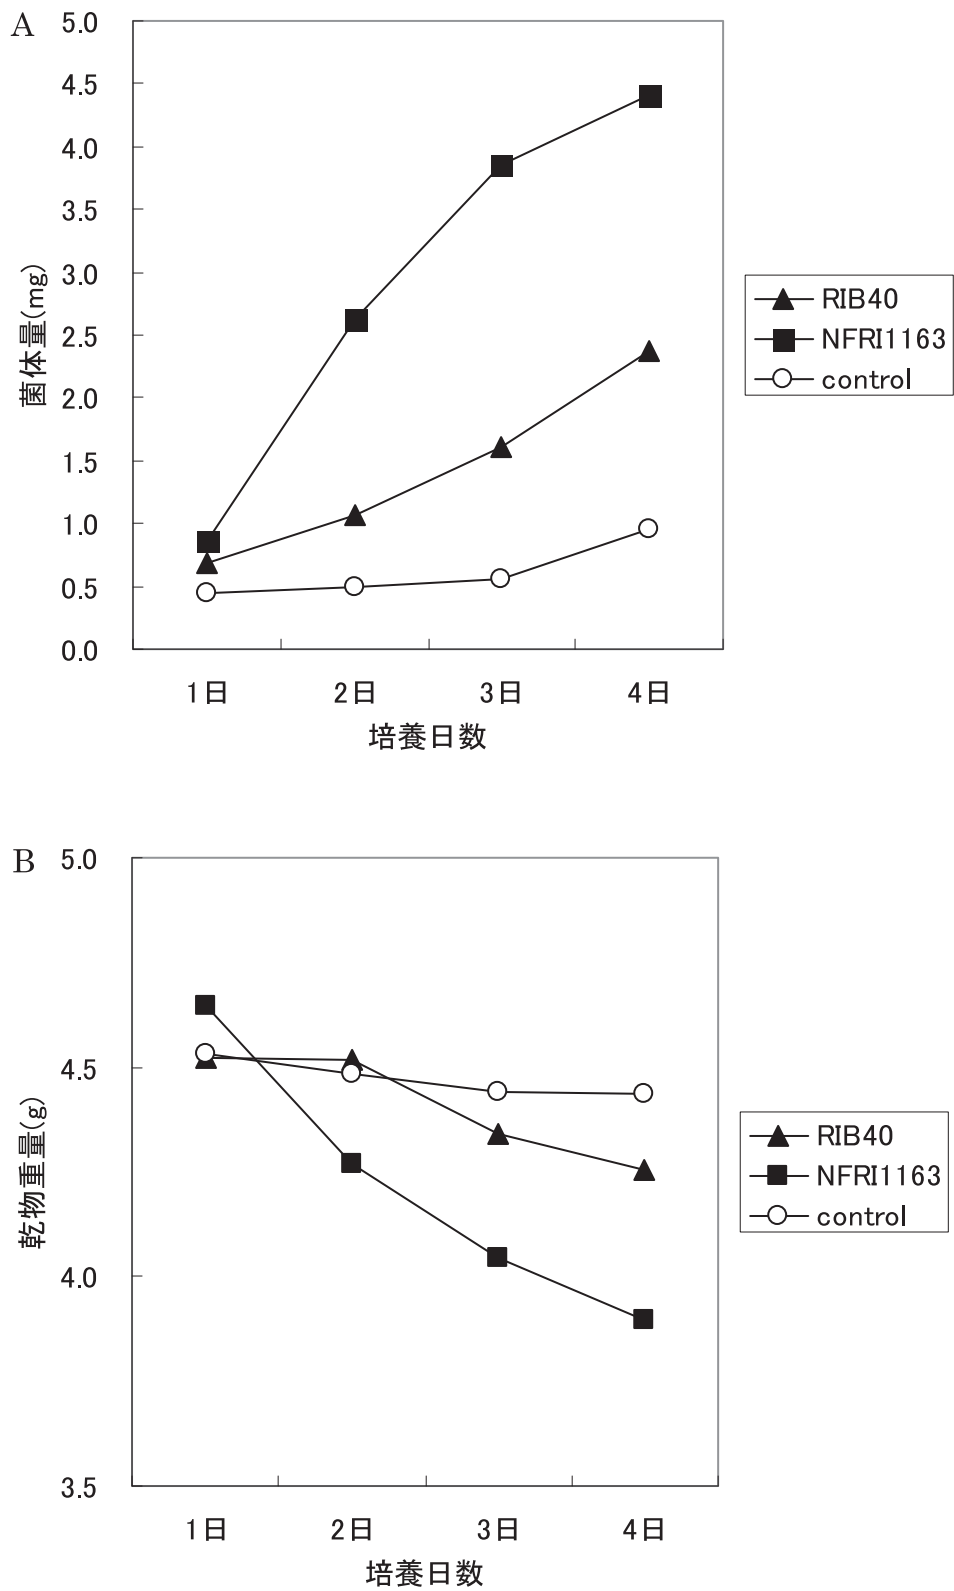 A
5.0
4.5
4.0
3.5
3.0
2.5
2.0
1.5
1.0
0.5
0.0
菌体量(mg)
1日 2日 3日 4日
培養日数
RIB40
NFRI1163
control
B
5.0
4.5
4.0
3.5
乾物重量(g)
1日 2日 3日 4日
培養日数
RIB40
NFRI1163
control